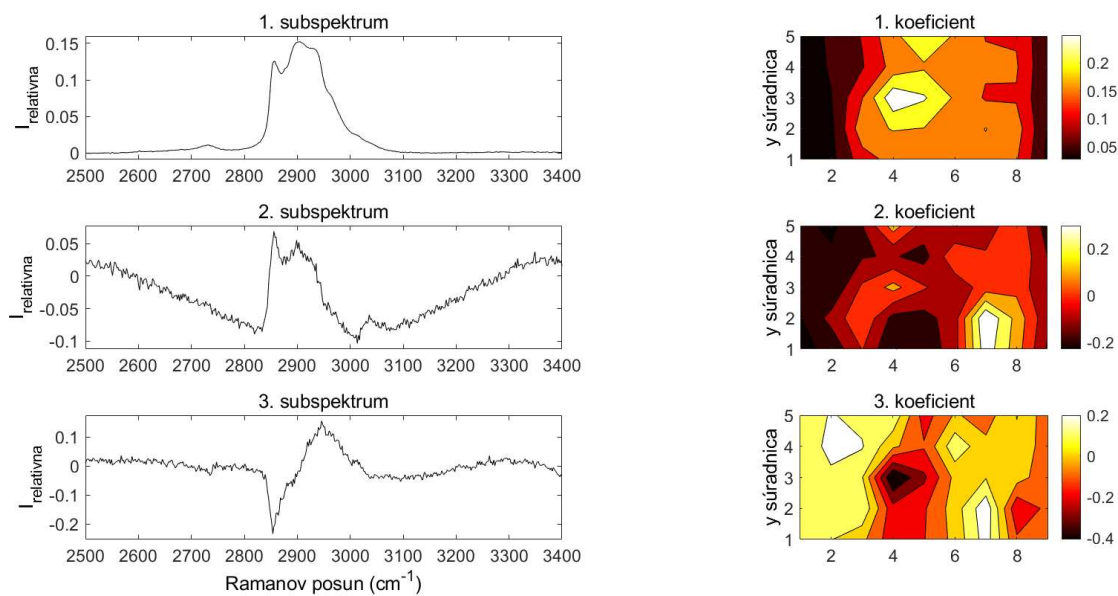 1. subspektrum
0.15
0.1
0.05
0
I_relativna
2500 2600 2700 2800 2900 3000 3100 3200 3300 3400
1. koeficient
5
4
3
2
1
y súradnica
2 4 6 8
0.2
0.15
0.1
0.05
2. subspektrum
0.05
0
-0.05
-0.1
I_relativna
2500 2600 2700 2800 2900 3000 3100 3200 3300 3400
2. koeficient
5
4
3
2
1
y súradnica
2 4 6 8
0.2
0
-0.2
3. subspektrum
0.1
0
-0.1
-0.2
I_relativna
2500 2600 2700 2800 2900 3000 3100 3200 3300 3400
Ramanov posun (cm⁻¹)
3. koeficient
5
4
3
2
1
y súradnica
2 4 6 8
0.2
0
-0.2
-0.4